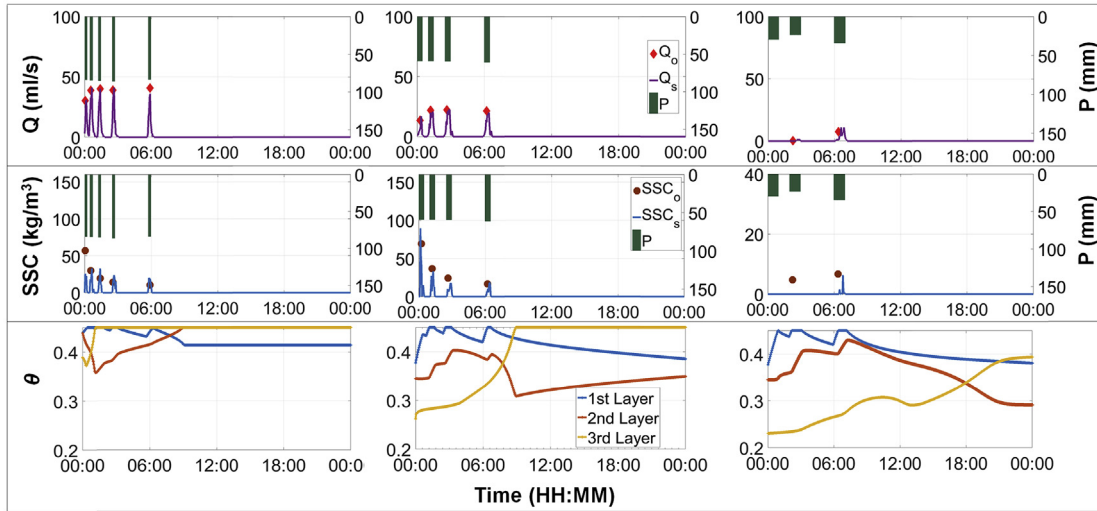 100 0 100 0 100 0
50 50 50 50 50 50
100 100 100
0 150 0 150 0 150
Q (ml/s)
Q_o
Q_s
P
P (mm)
00:00 06:00 12:00 18:00 00:00 00:00 06:00 12:00 18:00 00:00 00:00 06:00 12:00 18:00 00:00
150 0 150 0 40 0
100 50 100 50 50
100 100 20 100
50 50
0 150 0 150 0 150
SSC (kg/m³)
SSC_o
SSC_s
P
P (mm)
00:00 06:00 12:00 18:00 00:00 00:00 06:00 12:00 18:00 00:00 00:00 06:00 12:00 18:00 00:00
0.4 0.4 0.4
0.3 0.3 0.3
0.2 0.2 0.2
θ
1st Layer
2nd Layer
3rd Layer
00:00 06:00 12:00 18:00 00:00 00:00 06:00 12:00 18:00 00:00 00:00 06:00 12:00 18:00 00:00
Time (HH:MM)